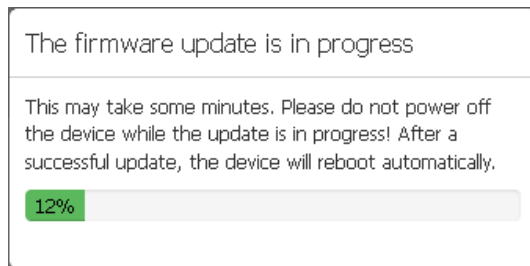 The firmware update is in progress
This may take some minutes. Please do not power off
the device while the update is in progress! After a
successful update, the device will reboot automatically.
12%